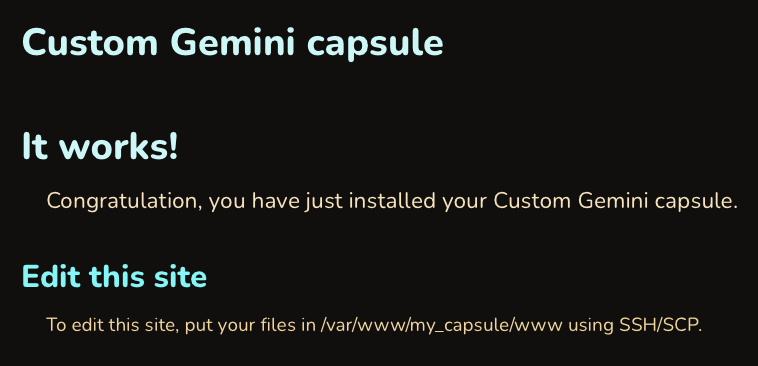 Custom Gemini capsule
It works!
Congratulation, you have just installed your Custom Gemini capsule.
Edit this site
To edit this site, put your files in /var/www/my_capsule/www using SSH/SCP.